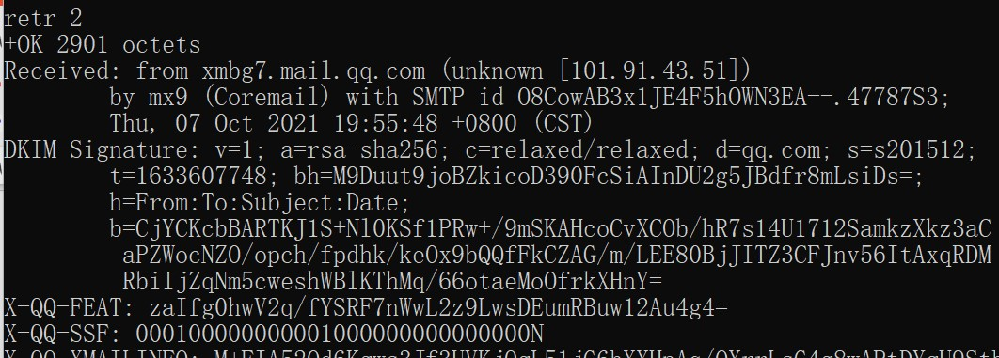 retr 2
+OK 2901 octets
Received: from xmbg7.mail.qq.com (unknown [101.91.43.51])
by mx9 (Coremail) with SMTP id O8CowAB3x1JE4F5hOWN3EA--.47787S3;
Thu, 07 Oct 2021 19:55:48 +0800 (CST)
DKIM-Signature: v=1; a=rsa-sha256; c=relaxed/relaxed; d=qq.com; s=s201512;
t=1633607748; bh=M9Duut9joBZkicoD390FcSiAInDU2g5JBdfr8mLsiDs=;
h=From:To:Subject:Date;
b=CjYCKcbBARTKJ1S+Nl0KSf1PRw+/9mSKAHcoCvXCOb/hR7s14U1712SamkzXkz3aC
aPZWocNZO/opch/fpdhk/keOx9bQQfFkCZAG/m/LEE80BjJITZ3CFJnv56ItAxqRDM
RbiIjZqNm5cweshWBlKThMq/66otaeMoOfrkXHnY=
X-QQ-FEAT: zaIfg0hwV2q/fYSRF7nWwL2z9LwsDEumRBuw12Au4g4=
X-QQ-SSF: 00010000000000100000000000000 0N